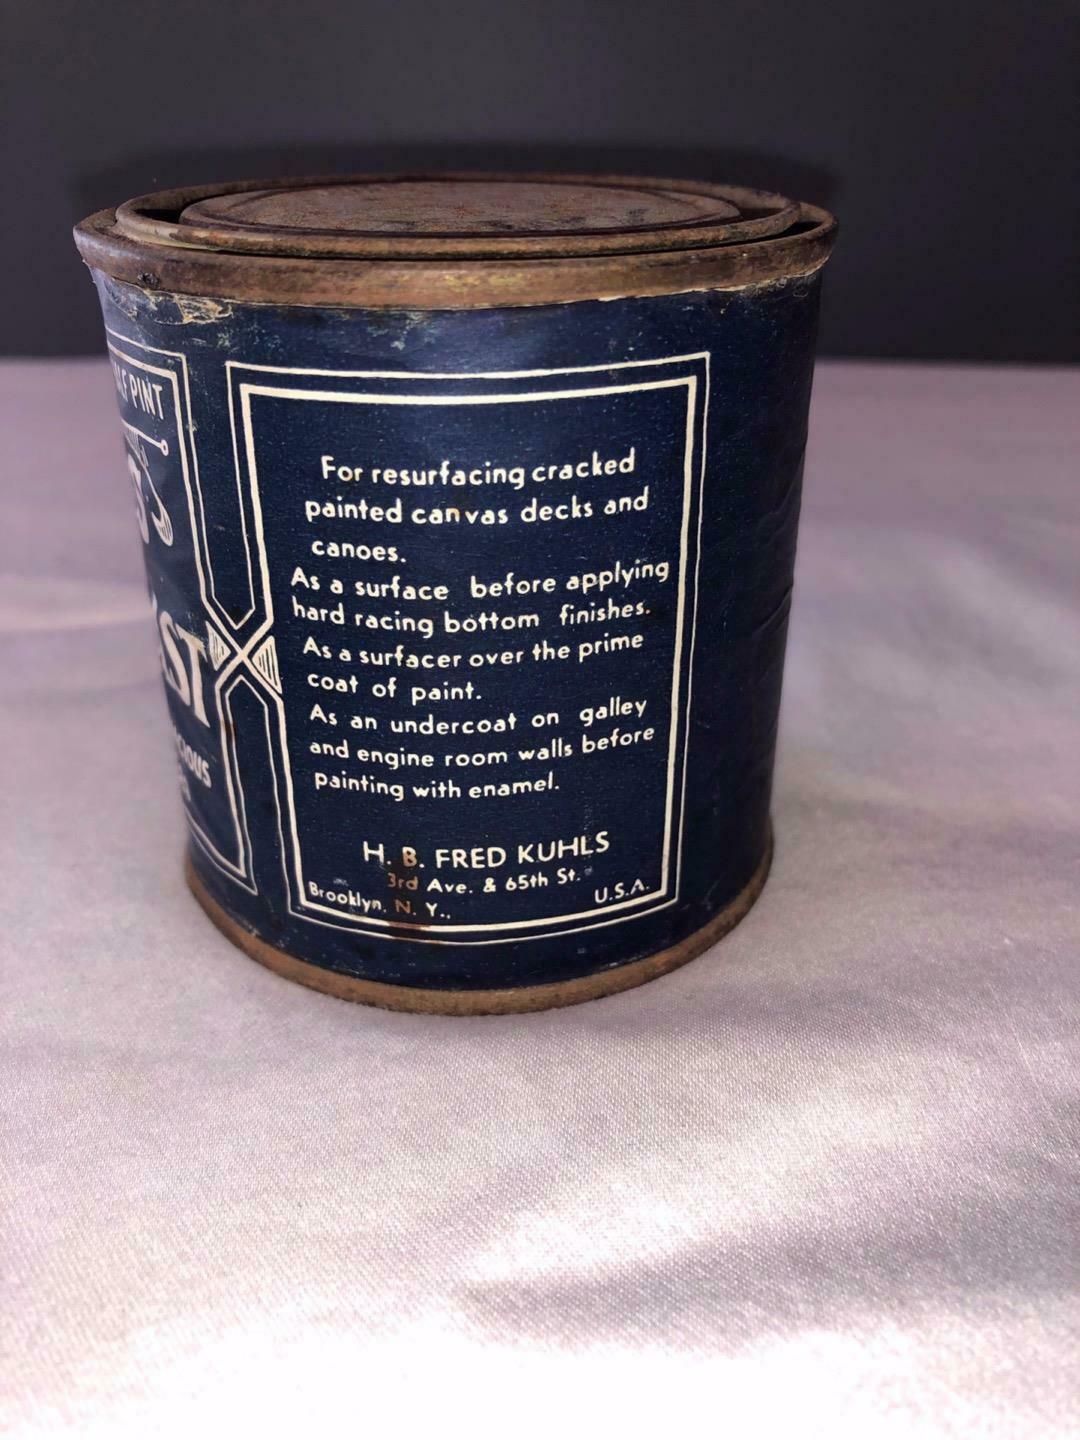 PINT
For resurfacing cracked
painted canvas decks and
canoes.
As a surface before applying
hard racing bottom finishes.
As a surfacer over the prime
coat of paint.
As an undercoat on galley
and engine room walls before
painting with enamel.
H. B. FRED KUHLS
3rd Ave. & 65th St.
Brooklyn, N. Y., U.S.A.